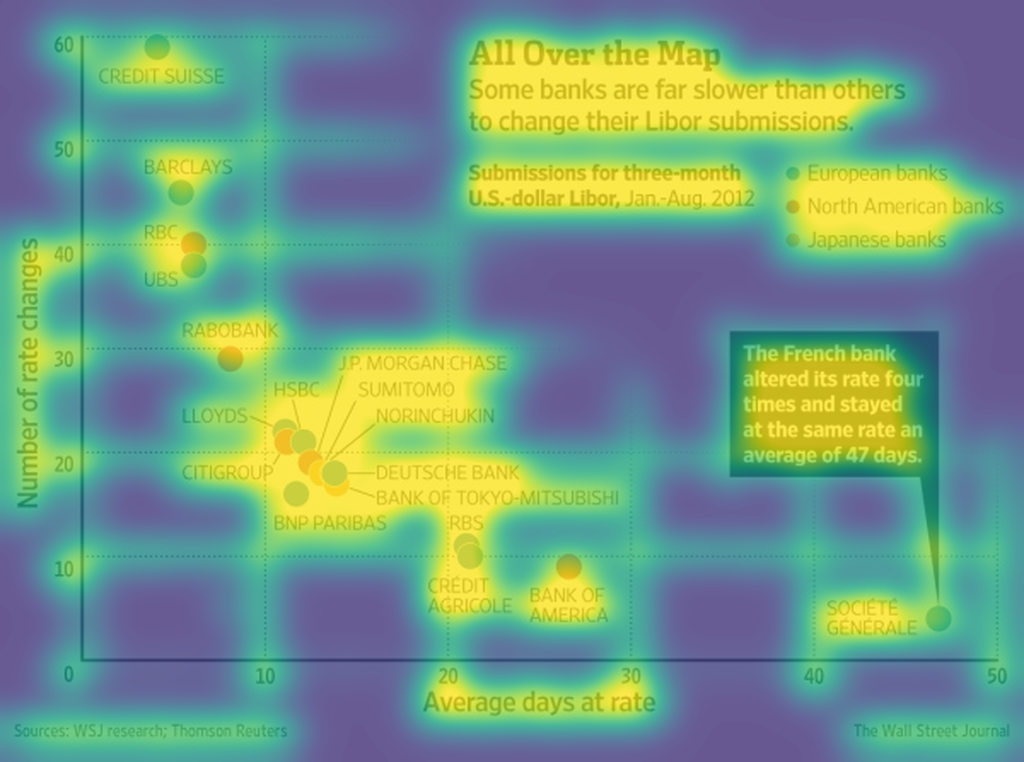 All Over the Map
Some banks are far slower than others
to change their Libor submissions.
Submissions for three-month
U.S.-dollar Libor, Jan.-Aug. 2012
European banks
North American banks
Japanese banks
Number of rate changes
60
50
40
30
20
10
0
CREDIT SUISSE
BARCLAYS
RBC
UBS
RABOBANK
J.P. MORGAN CHASE
HSBC
SUMITOMO
LLOYDS
NORINCHUKIN
CITIGROUP
DEUTSCHE BANK
BANK OF TOKYO-MITSUBISHI
BNP PARIBAS
RBS
CRÉDIT
AGRICOLE
BANK OF
AMERICA
The French bank
altered its rate four
times and stayed
at the same rate an
average of 47 days.
SOCIÉTÉ
GÉNÉRALE
10
20
30
40
50
Average days at rate
Sources: WSJ research; Thomson Reuters
The Wall Street Journal